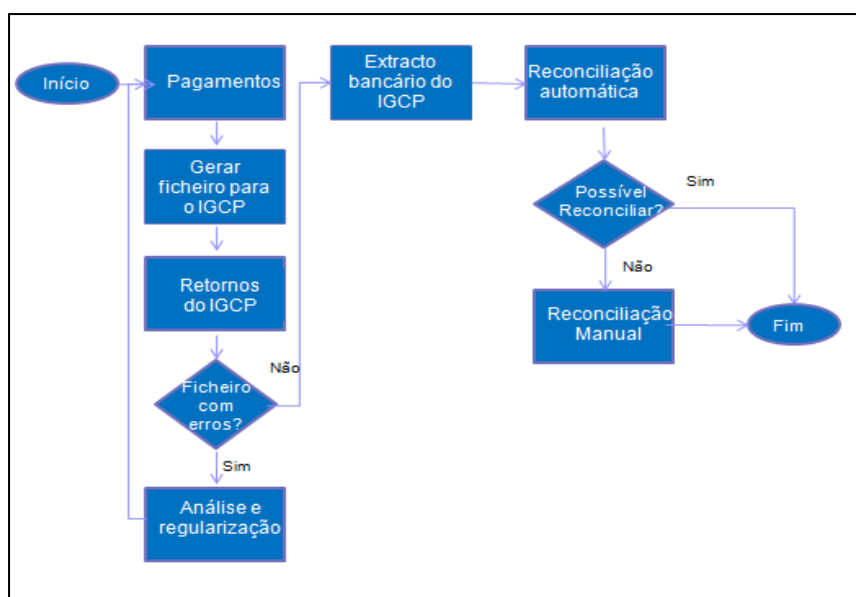 Início
Pagamentos
Gerar
ficheiro para
o IGCP
Retornos
do IGCP
Ficheiro
com
erros?
Não
Sim
Análise e
regularização
Extracto
bancário do
IGCP
Reconciliação
automática
Possível
Reconciliar?
Sim
Não
Reconciliação
Manual
Fim